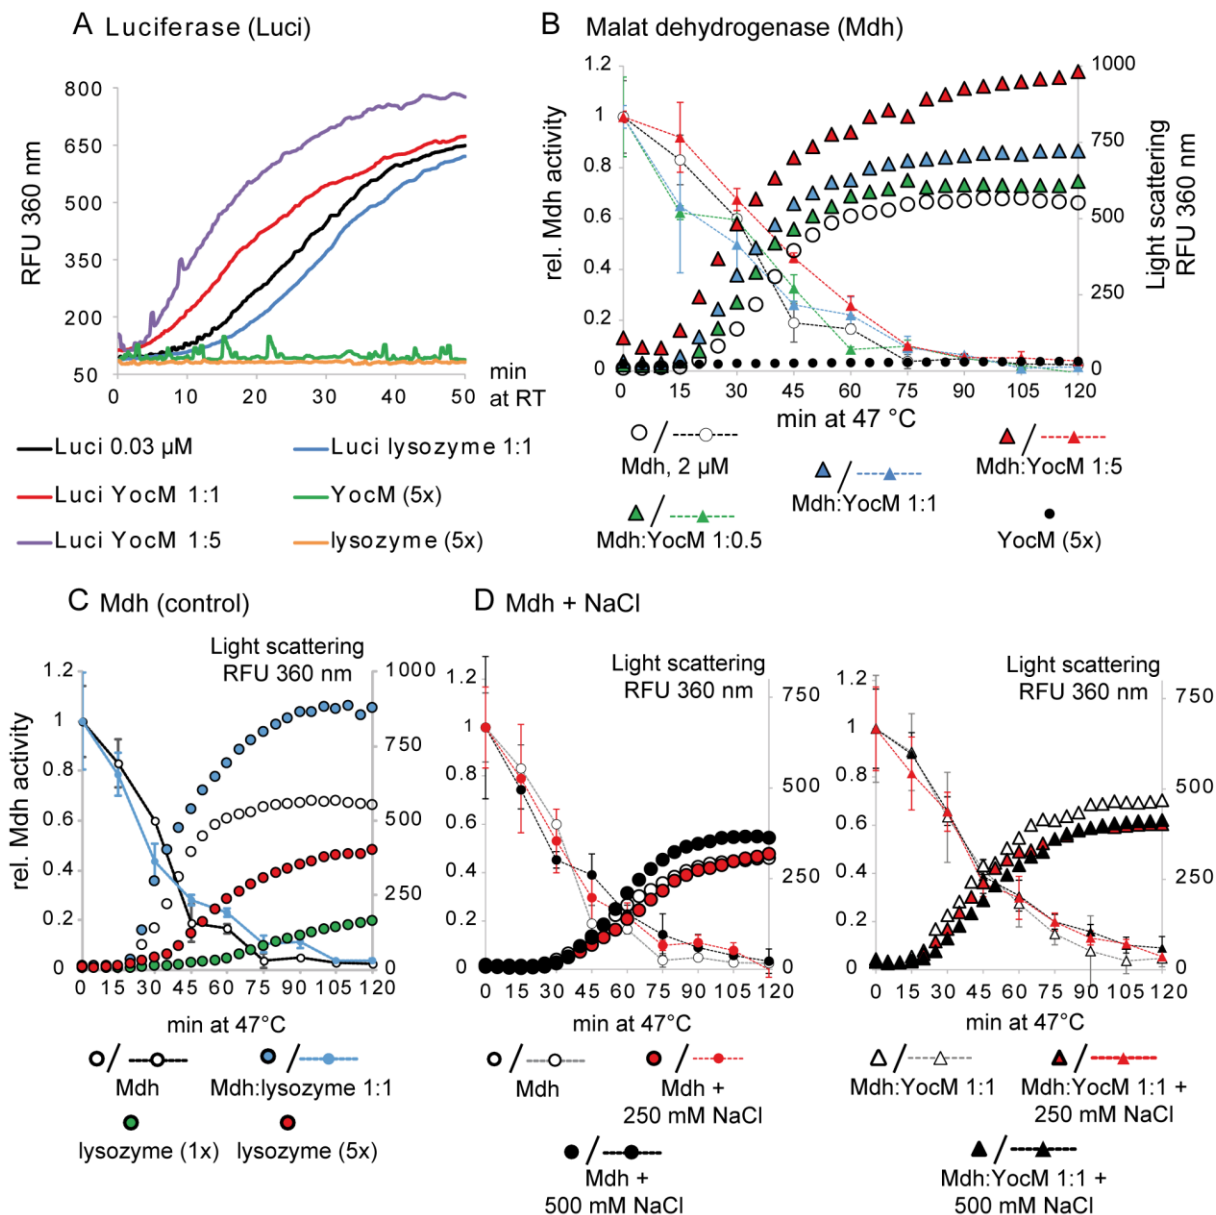 A Luciferase (Luci)
800
650
500
350
200
50
RFU 360 nm
0 10 20 30 40 50
min
at RT
Luci 0.03 µM
Luci lysozyme 1:1
Luci YocM 1:1
YocM (5x)
Luci YocM 1:5
lysozyme (5x)
B Malat dehydrogenase (Mdh)
1.2
1
0.8
0.6
0.4
0.2
0
rel. Mdh activity
1000
750
500
250
0
Light scattering
RFU 360 nm
0 15 30 45 60 75 90 105 120
min at 47 °C
Mdh, 2 µM
Mdh:YocM 1:1
Mdh:YocM 1:5
Mdh:YocM 1:0.5
YocM (5x)
C Mdh (control)
Light scattering
RFU 360 nm
1.2
1
0.8
0.6
0.4
0.2
0
rel. Mdh activity
1000
750
500
250
0
0 15 30 45 60 75 90 105 120
min at 47°C
Mdh
Mdh:lysozyme 1:1
lysozyme (1x)
lysozyme (5x)
D Mdh + NaCl
Light scattering
RFU 360 nm
1.2
1
0.8
0.6
0.4
0.2
0
750
500
250
0
0 15 30 45 60 75 90 105 120
min at 47°C
Mdh
Mdh +
250 mM NaCl
Mdh +
500 mM NaCl
Light scattering
RFU 360 nm
1.2
1
0.8
0.6
0.4
0.2
0
750
500
250
0
0 15 30 45 60 75 90 105 120
min at 47°C
Mdh:YocM 1:1
Mdh:YocM 1:1 +
250 mM NaCl
Mdh:YocM 1:1 +
500 mM NaCl